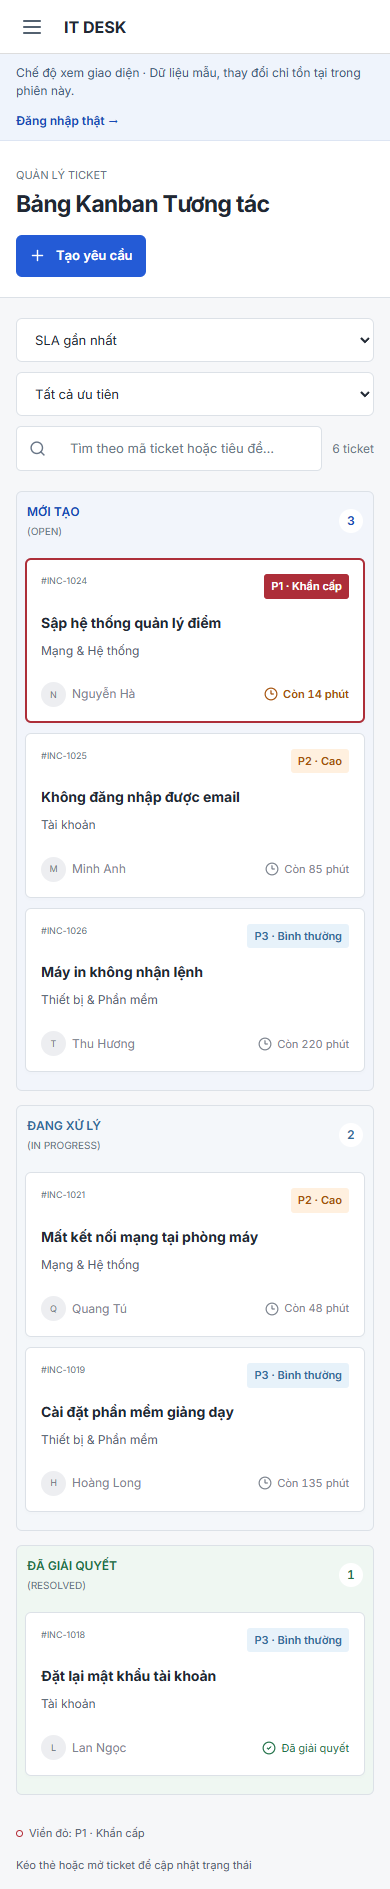 IT DESK
Chế độ xem giao diện · Dữ liệu mẫu, thay đổi chỉ tồn tại trong
phiên này.
Đăng nhập thật →
QUẢN LÝ TICKET
Bảng Kanban Tương tác
+ Tạo yêu cầu
SLA gần nhất
Tất cả ưu tiên
Tìm theo mã ticket hoặc tiêu đề...
6 ticket
MỚI TẠO
(OPEN)
3
#INC-1024
P1 · Khẩn cấp
Sập hệ thống quản lý điểm
Mạng & Hệ thống
N
Nguyễn Hà
Còn 14 phút
#INC-1025
P2 · Cao
Không đăng nhập được email
Tài khoản
M
Minh Anh
Còn 85 phút
#INC-1026
P3 · Bình thường
Máy in không nhận lệnh
Thiết bị & Phần mềm
T
Thu Hương
Còn 220 phút
ĐANG XỬ LÝ
(IN PROGRESS)
2
#INC-1021
P2 · Cao
Mất kết nối mạng tại phòng máy
Mạng & Hệ thống
Q
Quang Tú
Còn 48 phút
#INC-1019
P3 · Bình thường
Cài đặt phần mềm giảng dạy
Thiết bị & Phần mềm
H
Hoàng Long
Còn 135 phút
ĐÃ GIẢI QUYẾT
(RESOLVED)
1
#INC-1018
P3 · Bình thường
Đặt lại mật khẩu tài khoản
Tài khoản
L
Lan Ngọc
Đã giải quyết
Viền đỏ: P1 · Khẩn cấp
Kéo thẻ hoặc mở ticket để cập nhật trạng thái